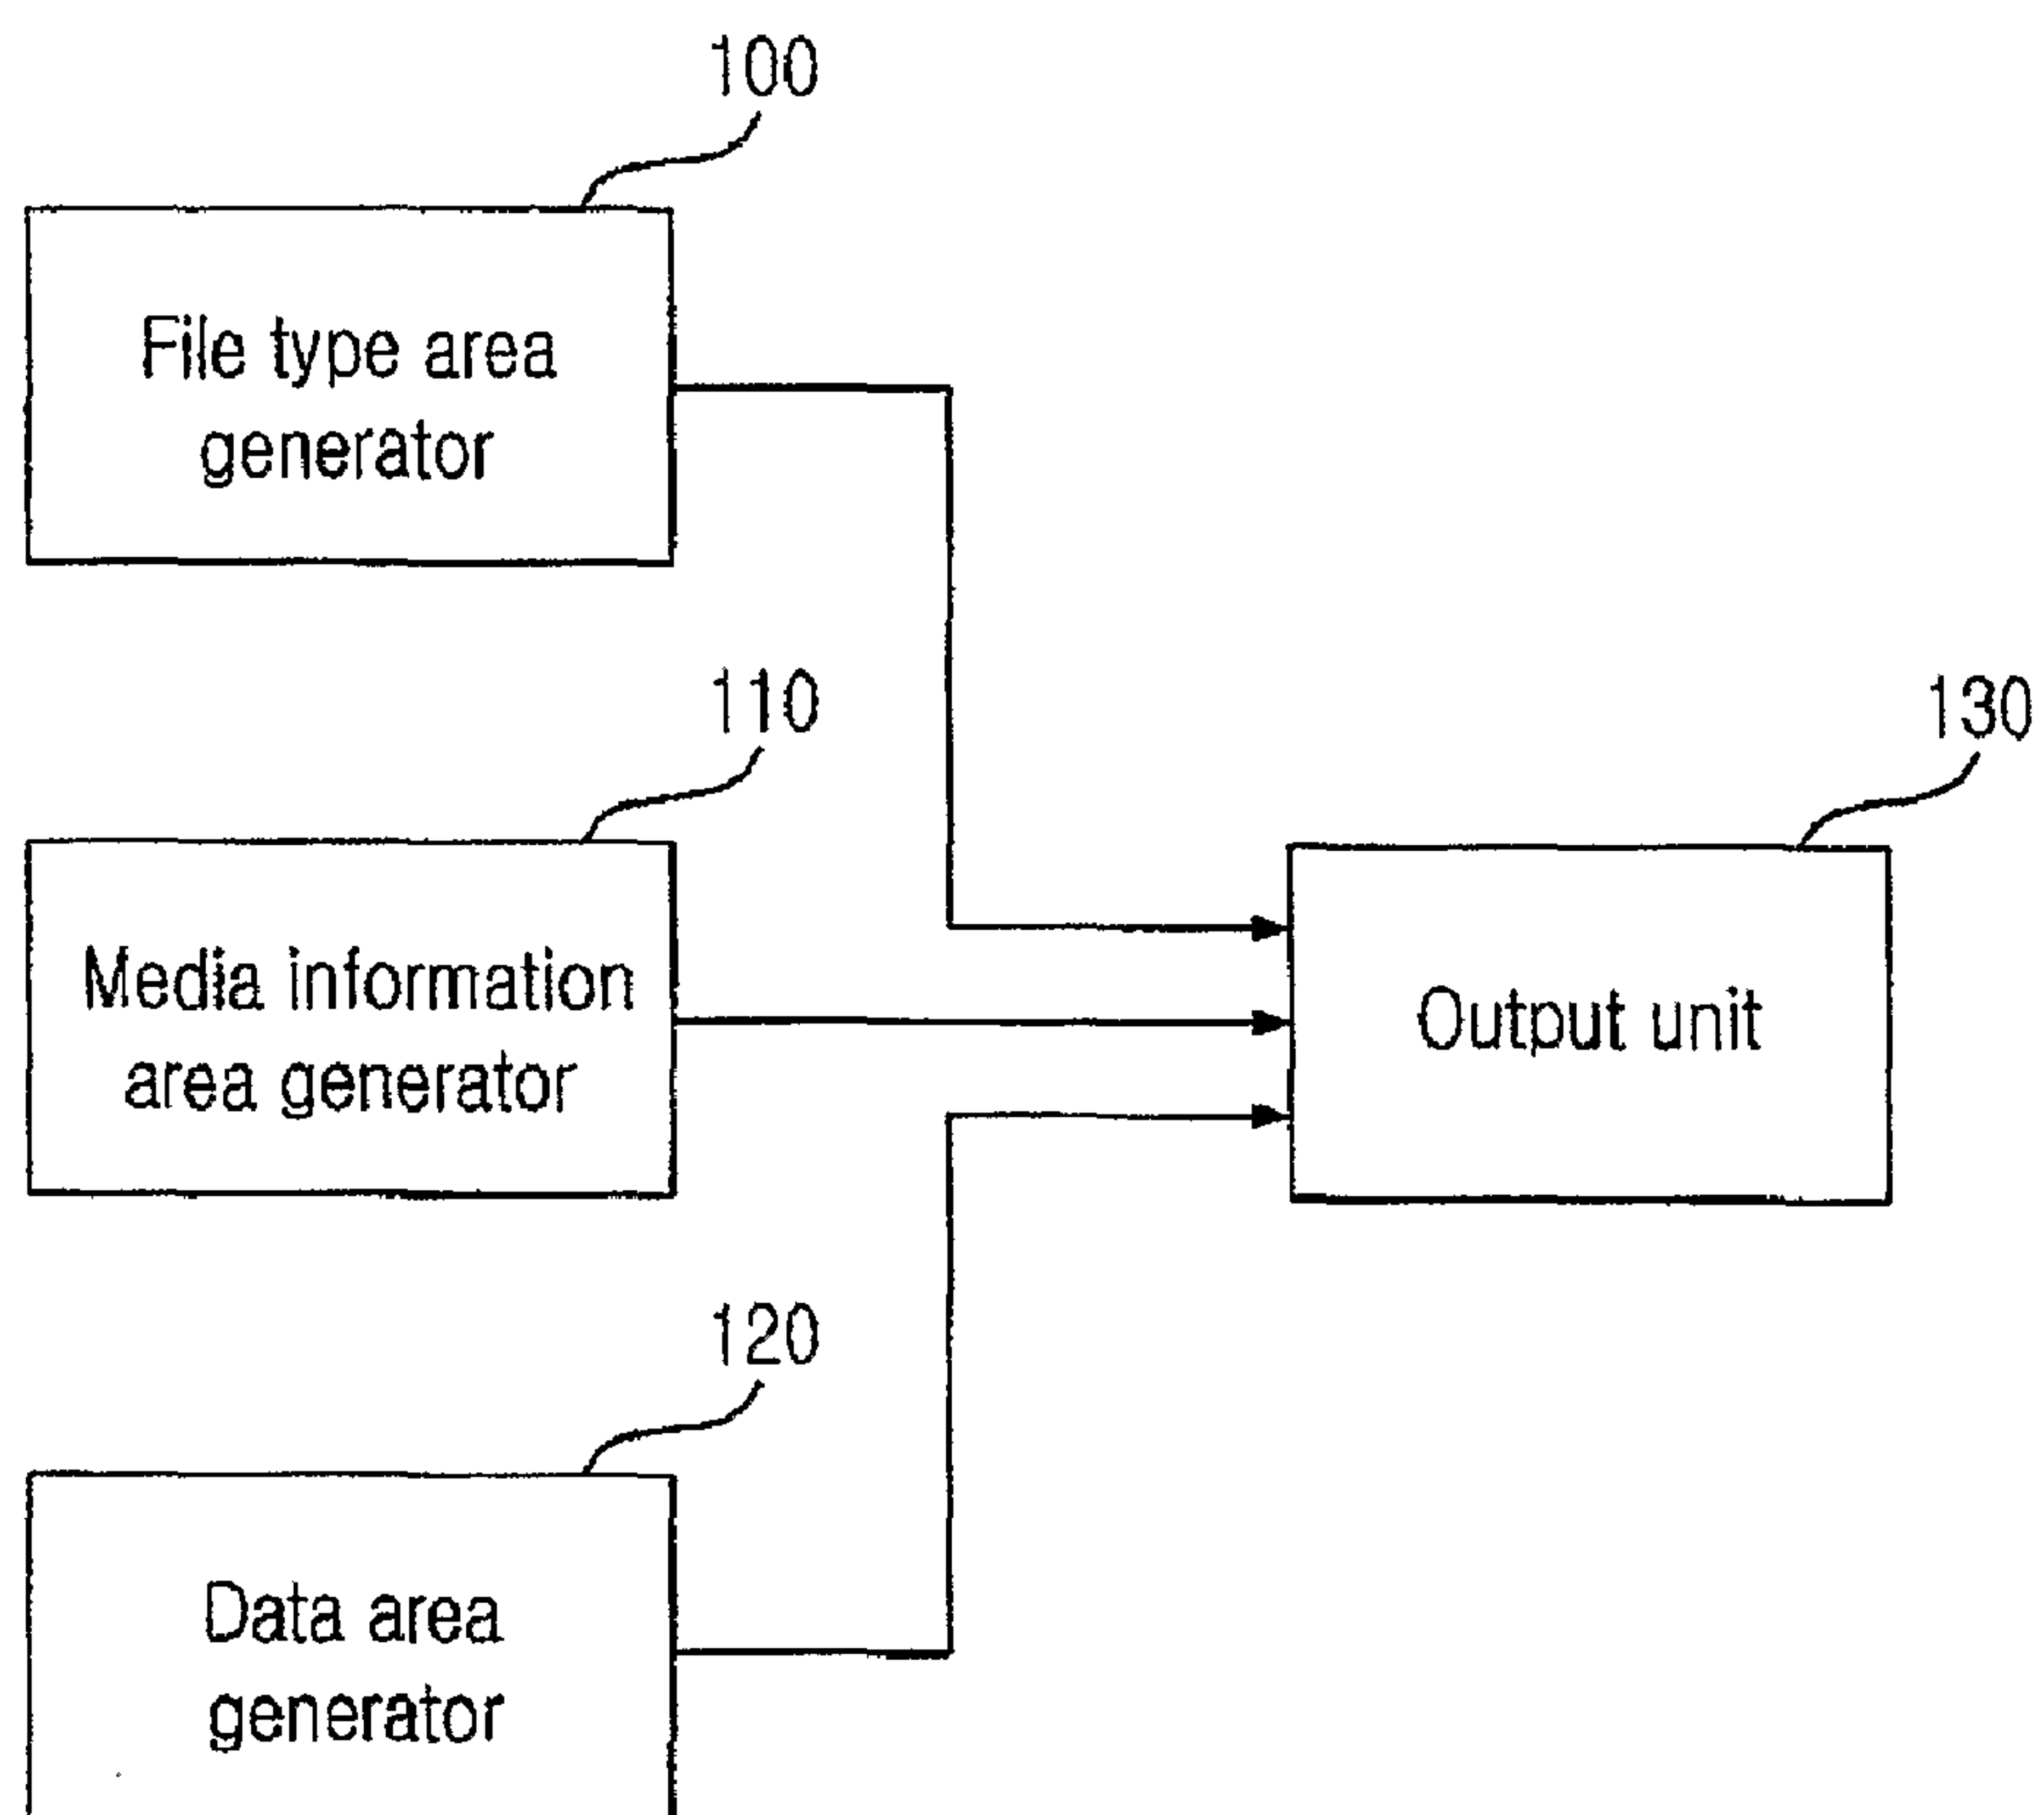 100
File type area
generator
110
Media information
area generator
130
Output unit
120
Data area
generator